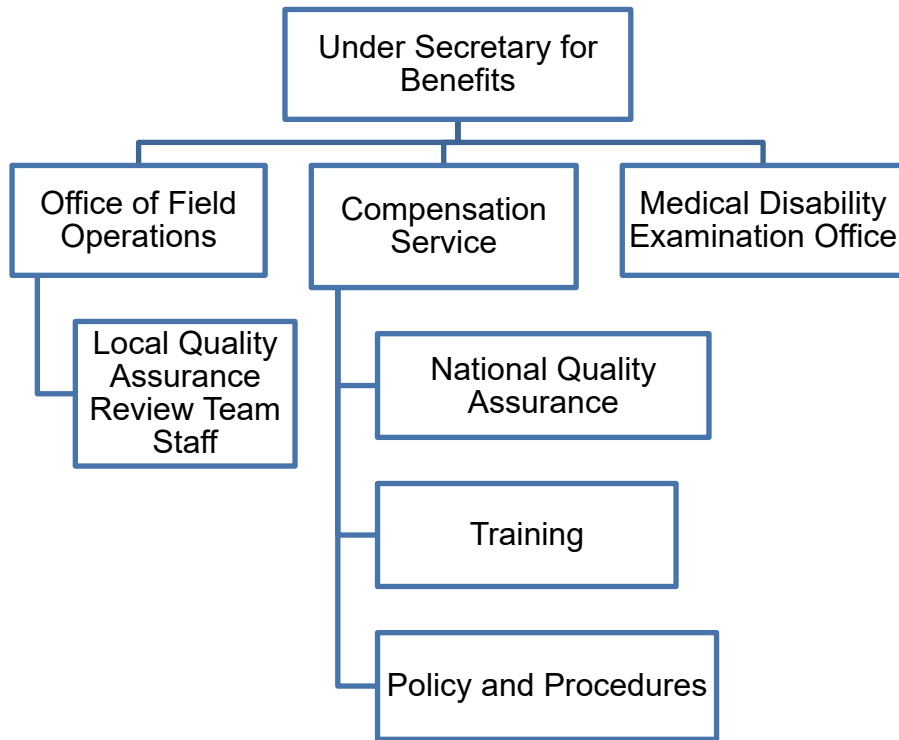 Under Secretary for
Benefits
Office of Field
Operations
Compensation
Service
Medical Disability
Examination Office
Local Quality
Assurance
Review Team
Staff
National Quality
Assurance
Training
Policy and Procedures